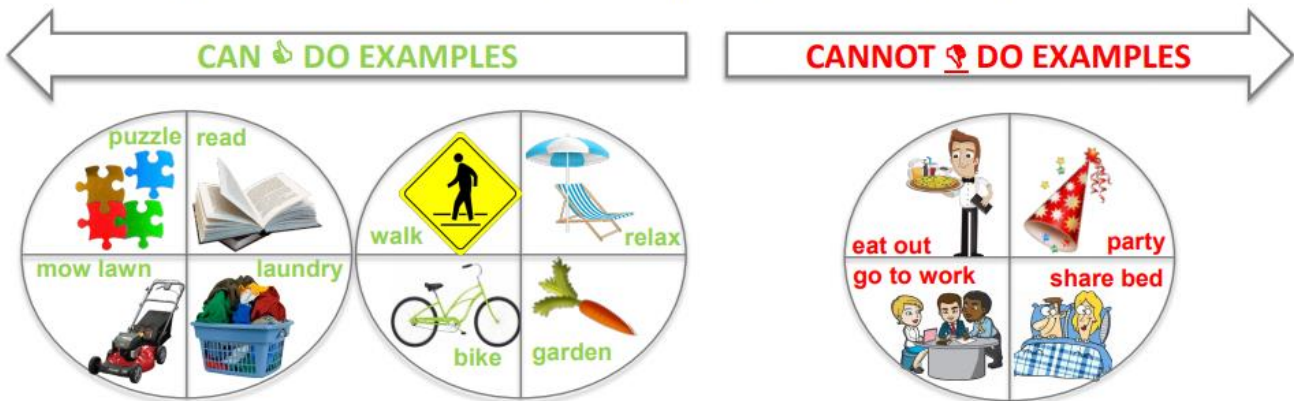 CAN 👍 DO EXAMPLES
CANNOT 👎 DO EXAMPLES
puzzle
read
mow lawn
laundry
walk
relax
bike
garden
eat out
party
go to work
share bed